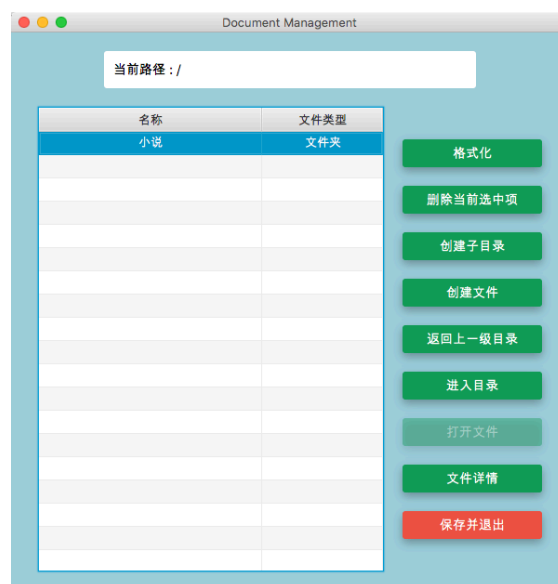 Document Management
当前路径：/
名称 文件类型
小说 文件夹
格式化
删除当前选中项
创建子目录
创建文件
返回上一级目录
进入目录
打开文件
文件详情
保存并退出